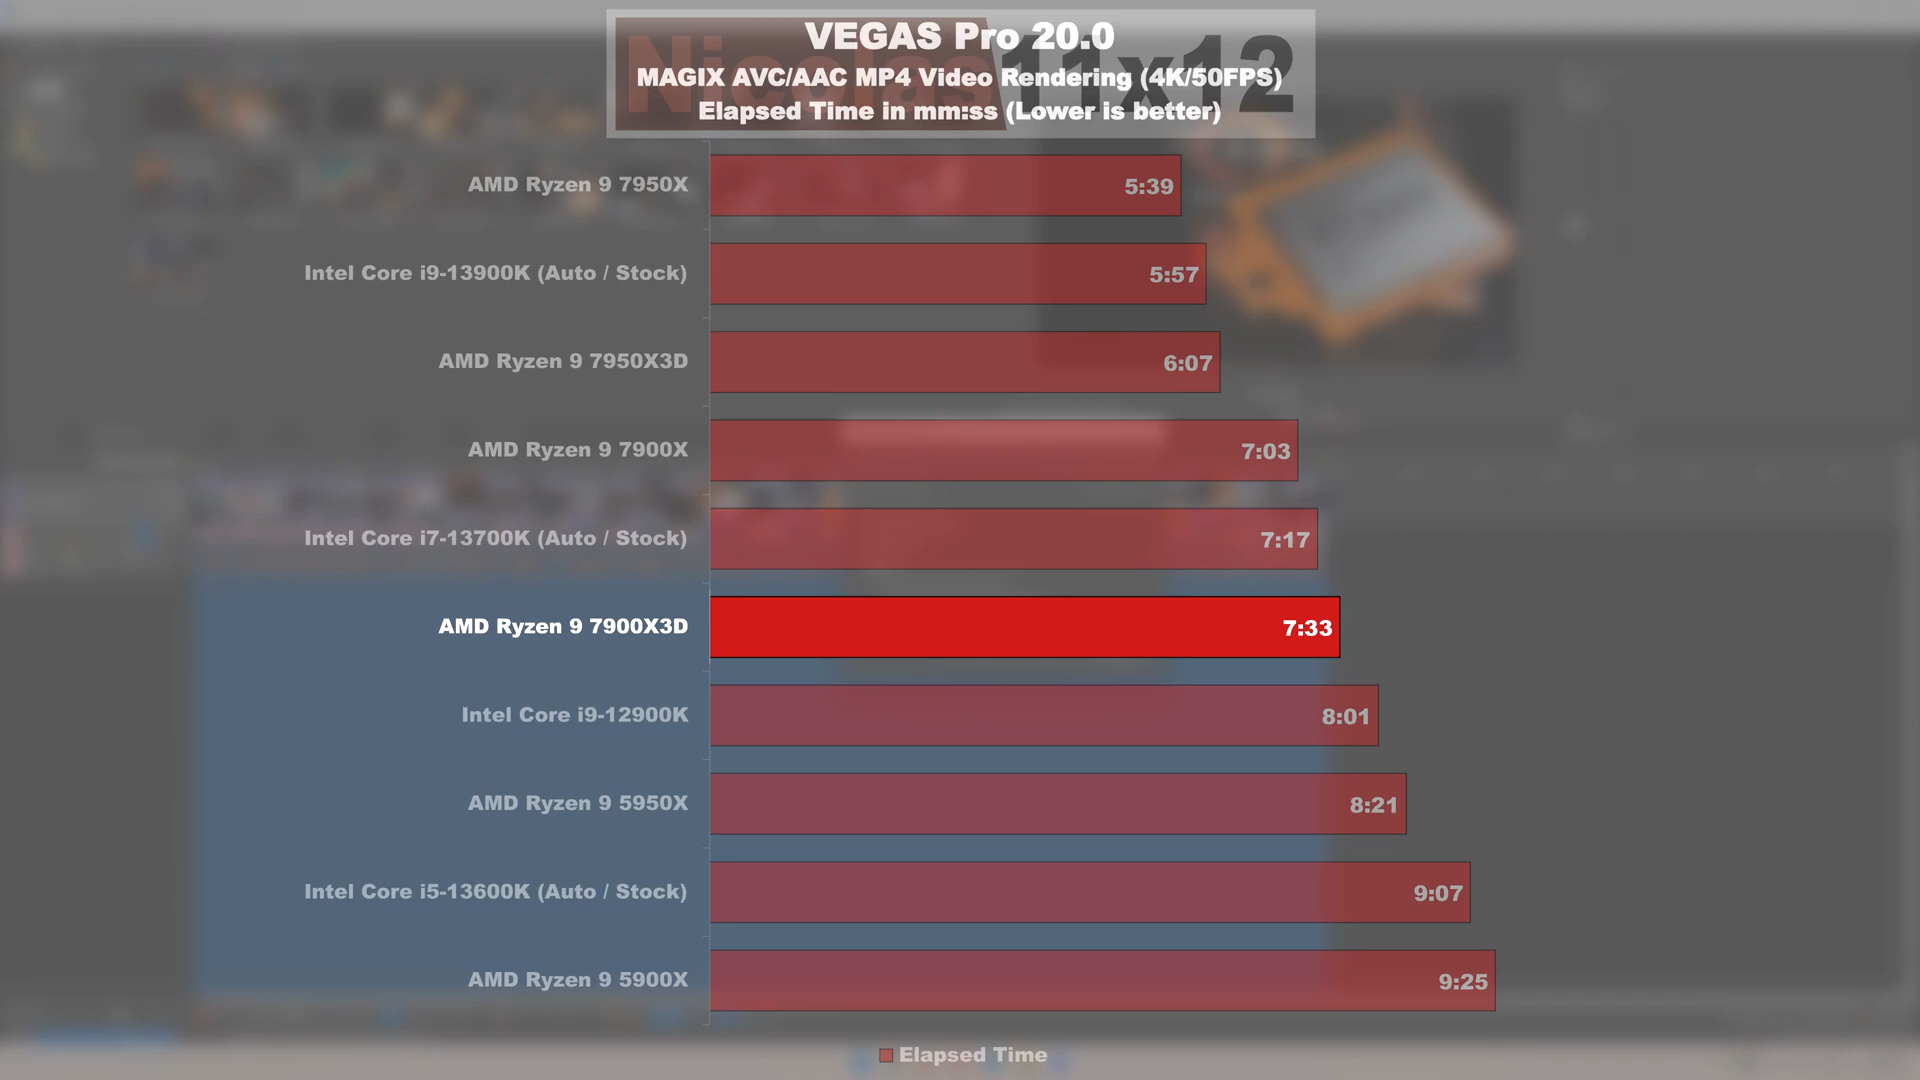 Nicolas11x12
VEGAS Pro 20.0
MAGIX AVC/AAC MP4 Video Rendering (4K/50FPS)
Elapsed Time in mm:ss (Lower is better)
AMD Ryzen 9 7950X 5:39
Intel Core i9-13900K (Auto / Stock) 5:57
AMD Ryzen 9 7950X3D 6:07
AMD Ryzen 9 7900X 7:03
Intel Core i7-13700K (Auto / Stock) 7:17
AMD Ryzen 9 7900X3D 7:33
Intel Core i9-12900K 8:01
AMD Ryzen 9 5950X 8:21
Intel Core i5-13600K (Auto / Stock) 9:07
AMD Ryzen 9 5900X 9:25
Elapsed Time